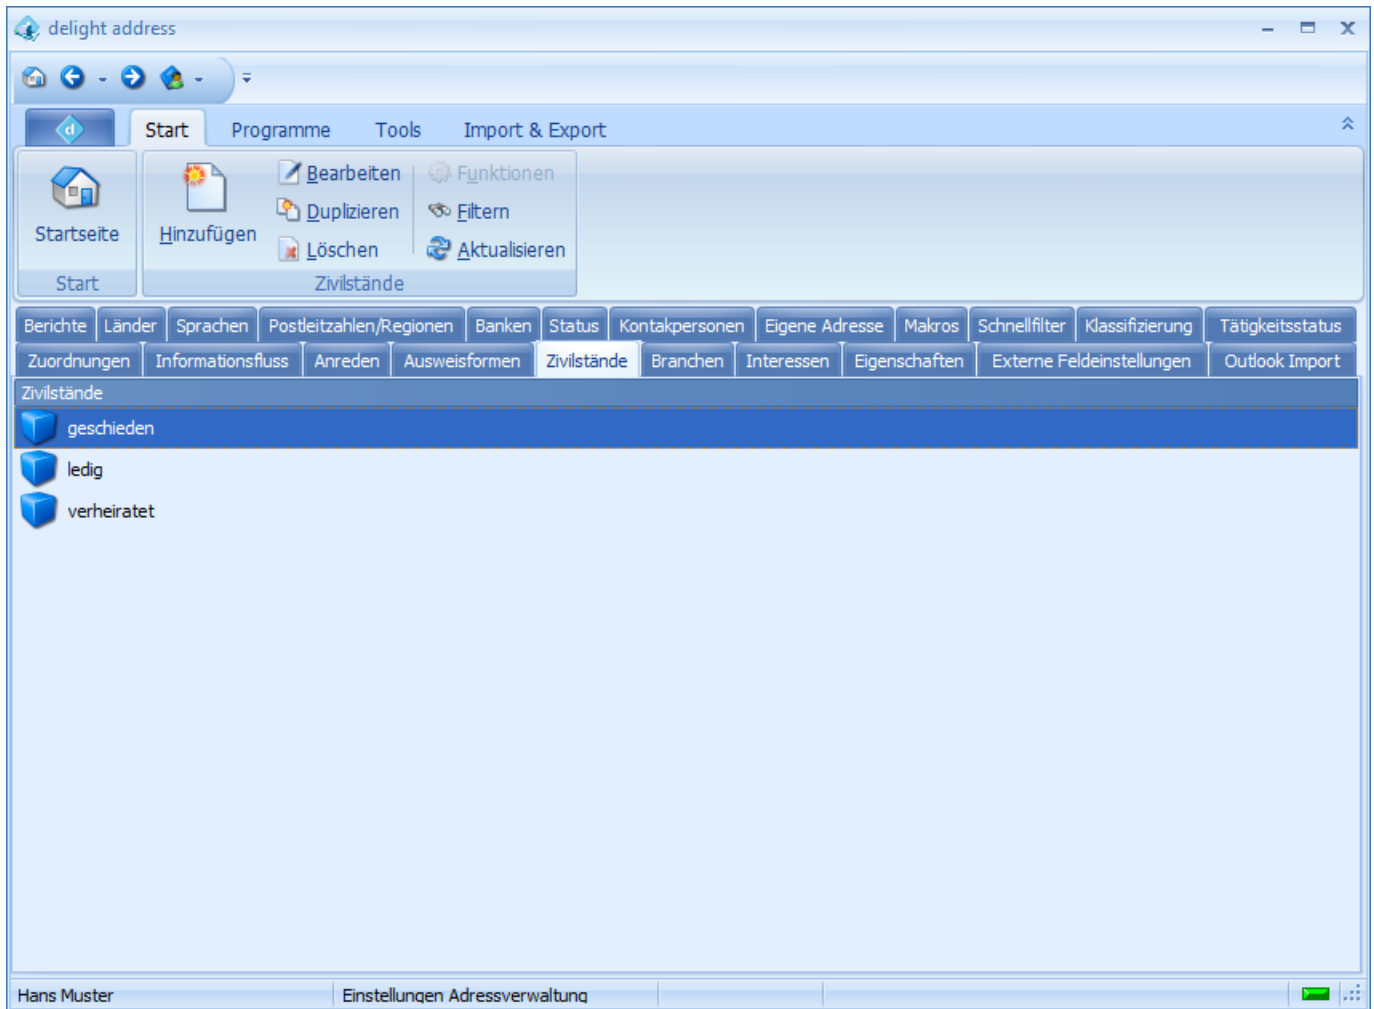 delight address
Start Programme Tools Import & Export
Startseite
Hinzufügen
Bearbeiten
Duplizieren
Löschen
Funktionen
Filtern
Aktualisieren
Start
Zivilstände
Berichte Länder Sprachen Postleitzahlen/Regionen Banken Status Kontakpersonen Eigene Adresse Makros Schnellfilter Klassifizierung Tätigkeitsstatus
Zuordnungen Informationsfluss Anreden Ausweisformen Zivilstände Branchen Interessen Eigenschaften Externe Feldeinstellungen Outlook Import
Zivilstände
geschieden
ledig
verheiratet
Hans Muster Einstellungen Adressverwaltung